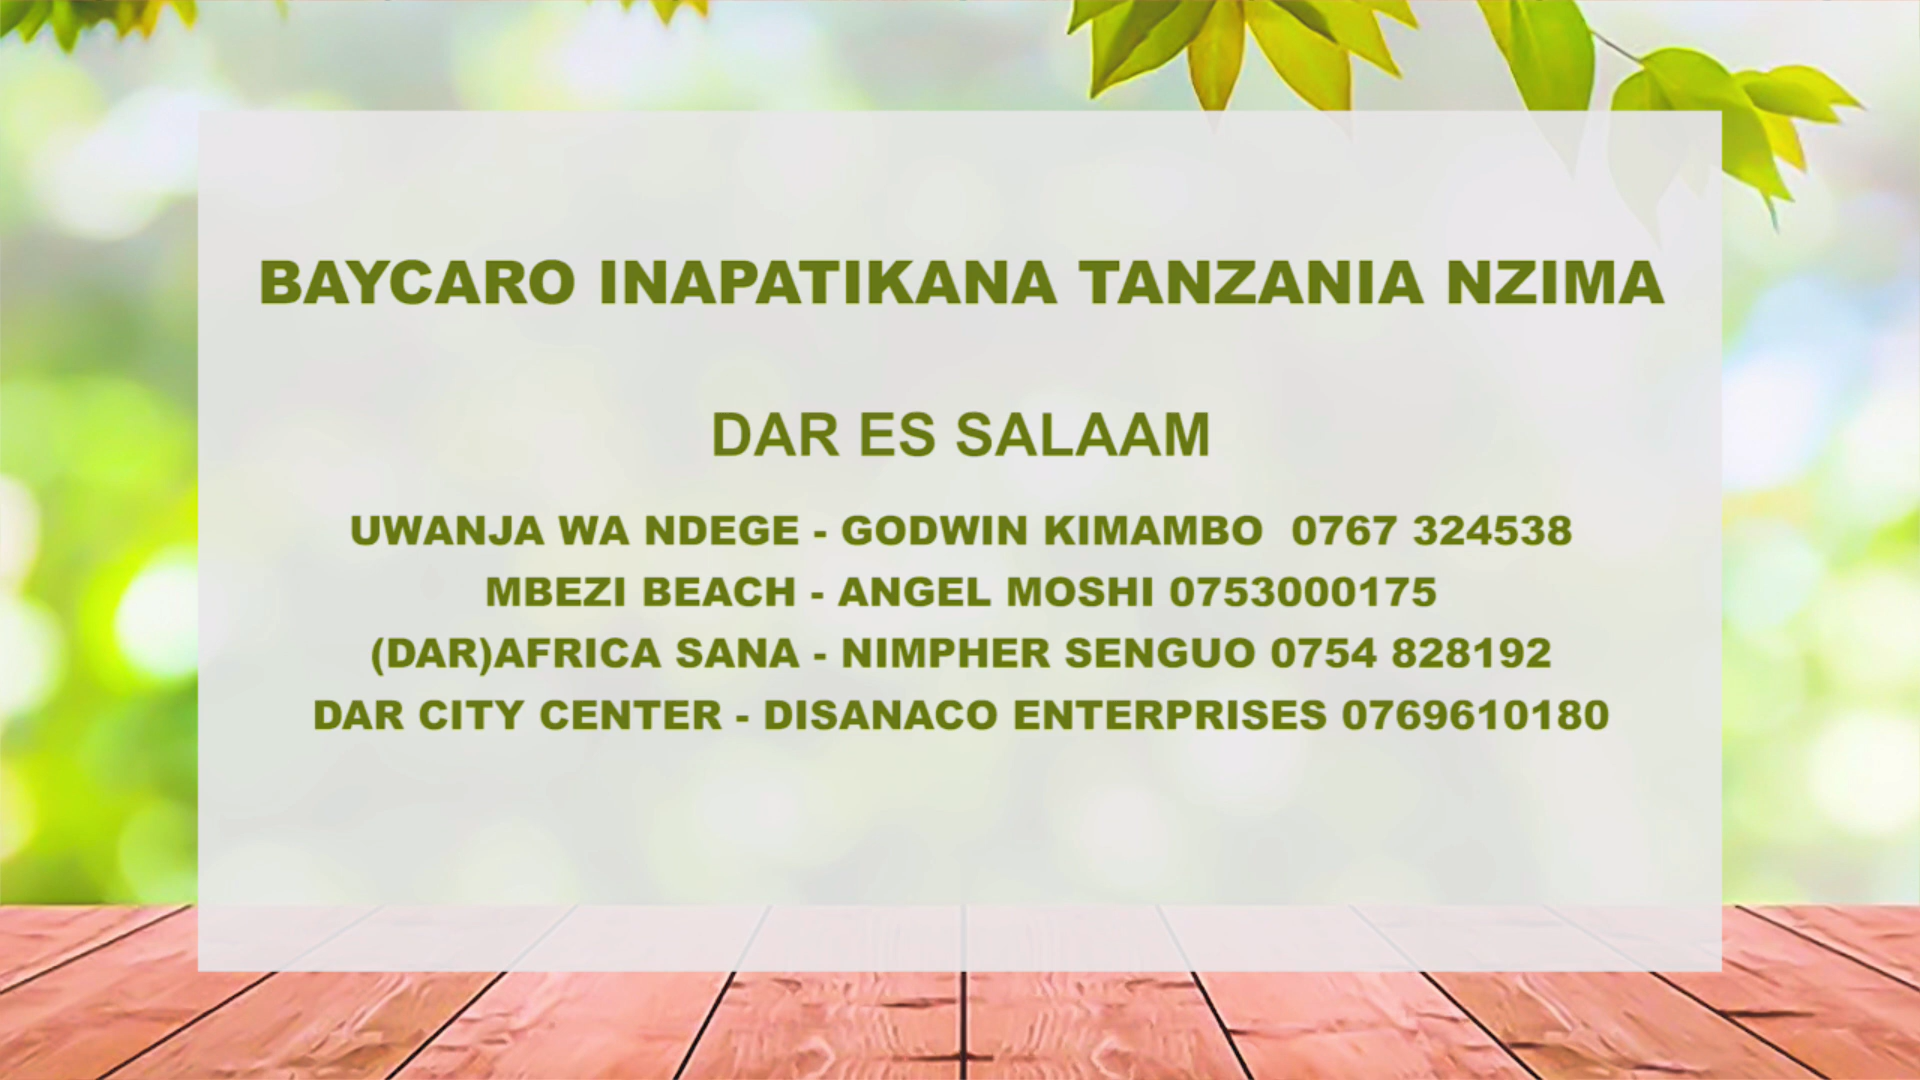 BAYCARO INAPATIKANA TANZANIA NZIMA
DAR ES SALAAM
UWANJA WA NDEGE - GODWIN KIMAMBO 0767 324538
MBEZI BEACH - ANGEL MOSHI 0753000175
(DAR)AFRICA SANA - NIMPHER SENGUO 0754 828192
DAR CITY CENTER - DISANACO ENTERPRISES 0769610180